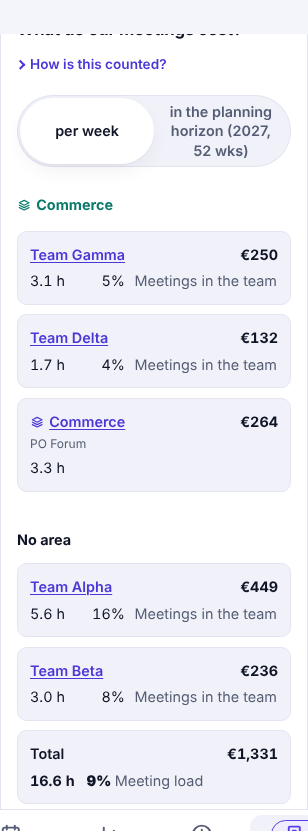 How is this counted?
per week
in the planning
horizon (2027,
52 wks)
Commerce
Team Gamma €250
3.1 h 5% Meetings in the team
Team Delta €132
1.7 h 4% Meetings in the team
Commerce €264
PO Forum
3.3 h
No area
Team Alpha €449
5.6 h 16% Meetings in the team
Team Beta €236
3.0 h 8% Meetings in the team
Total €1,331
16.6 h 9% Meeting load